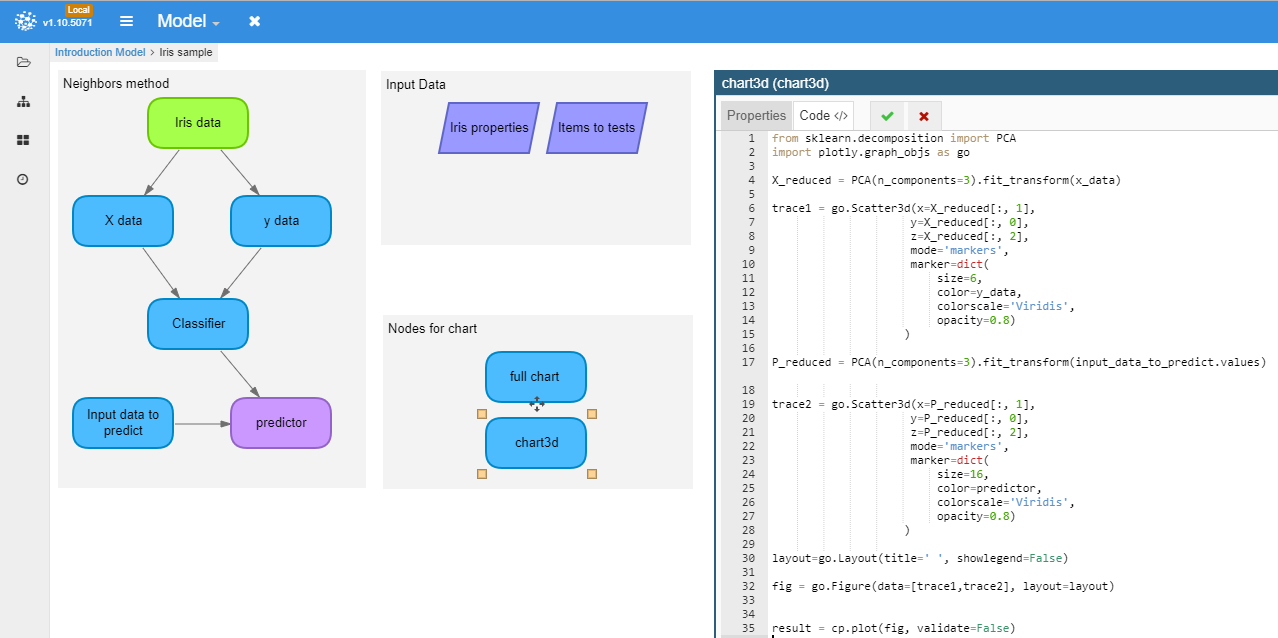 Local
v1.10.5071
Model
Introduction Model > Iris sample
Neighbors method
Iris data
X data
y data
Classifier
Input data to
predict
predictor
Input Data
Iris properties
Items to tests
Nodes for chart
full chart
chart3d
chart3d (chart3d)
Properties
Code </>
1 from sklearn.decomposition import PCA
2 import plotly.graph_objs as go
3
4 X_reduced = PCA(n_components=3).fit_transform(x_data)
5
6 trace1 = go.Scatter3d(x=X_reduced[:, 1],
7 y=X_reduced[:, 0],
8 z=X_reduced[:, 2],
9 mode='markers',
10 marker=dict(
11 size=6,
12 color=y_data,
13 colorscale='Viridis',
14 opacity=0.8)
15 )
16
17 P_reduced = PCA(n_components=3).fit_transform(input_data_to_predict.values)
18
19 trace2 = go.Scatter3d(x=P_reduced[:, 1],
20 y=P_reduced[:, 0],
21 z=P_reduced[:, 2],
22 mode='markers',
23 marker=dict(
24 size=16,
25 color=predictor,
26 colorscale='Viridis',
27 opacity=0.8)
28 )
29
30 layout=go.Layout(title=' ', showlegend=False)
31
32 fig = go.Figure(data=[trace1,trace2], layout=layout)
33
34
35 result = cp.plot(fig, validate=False)